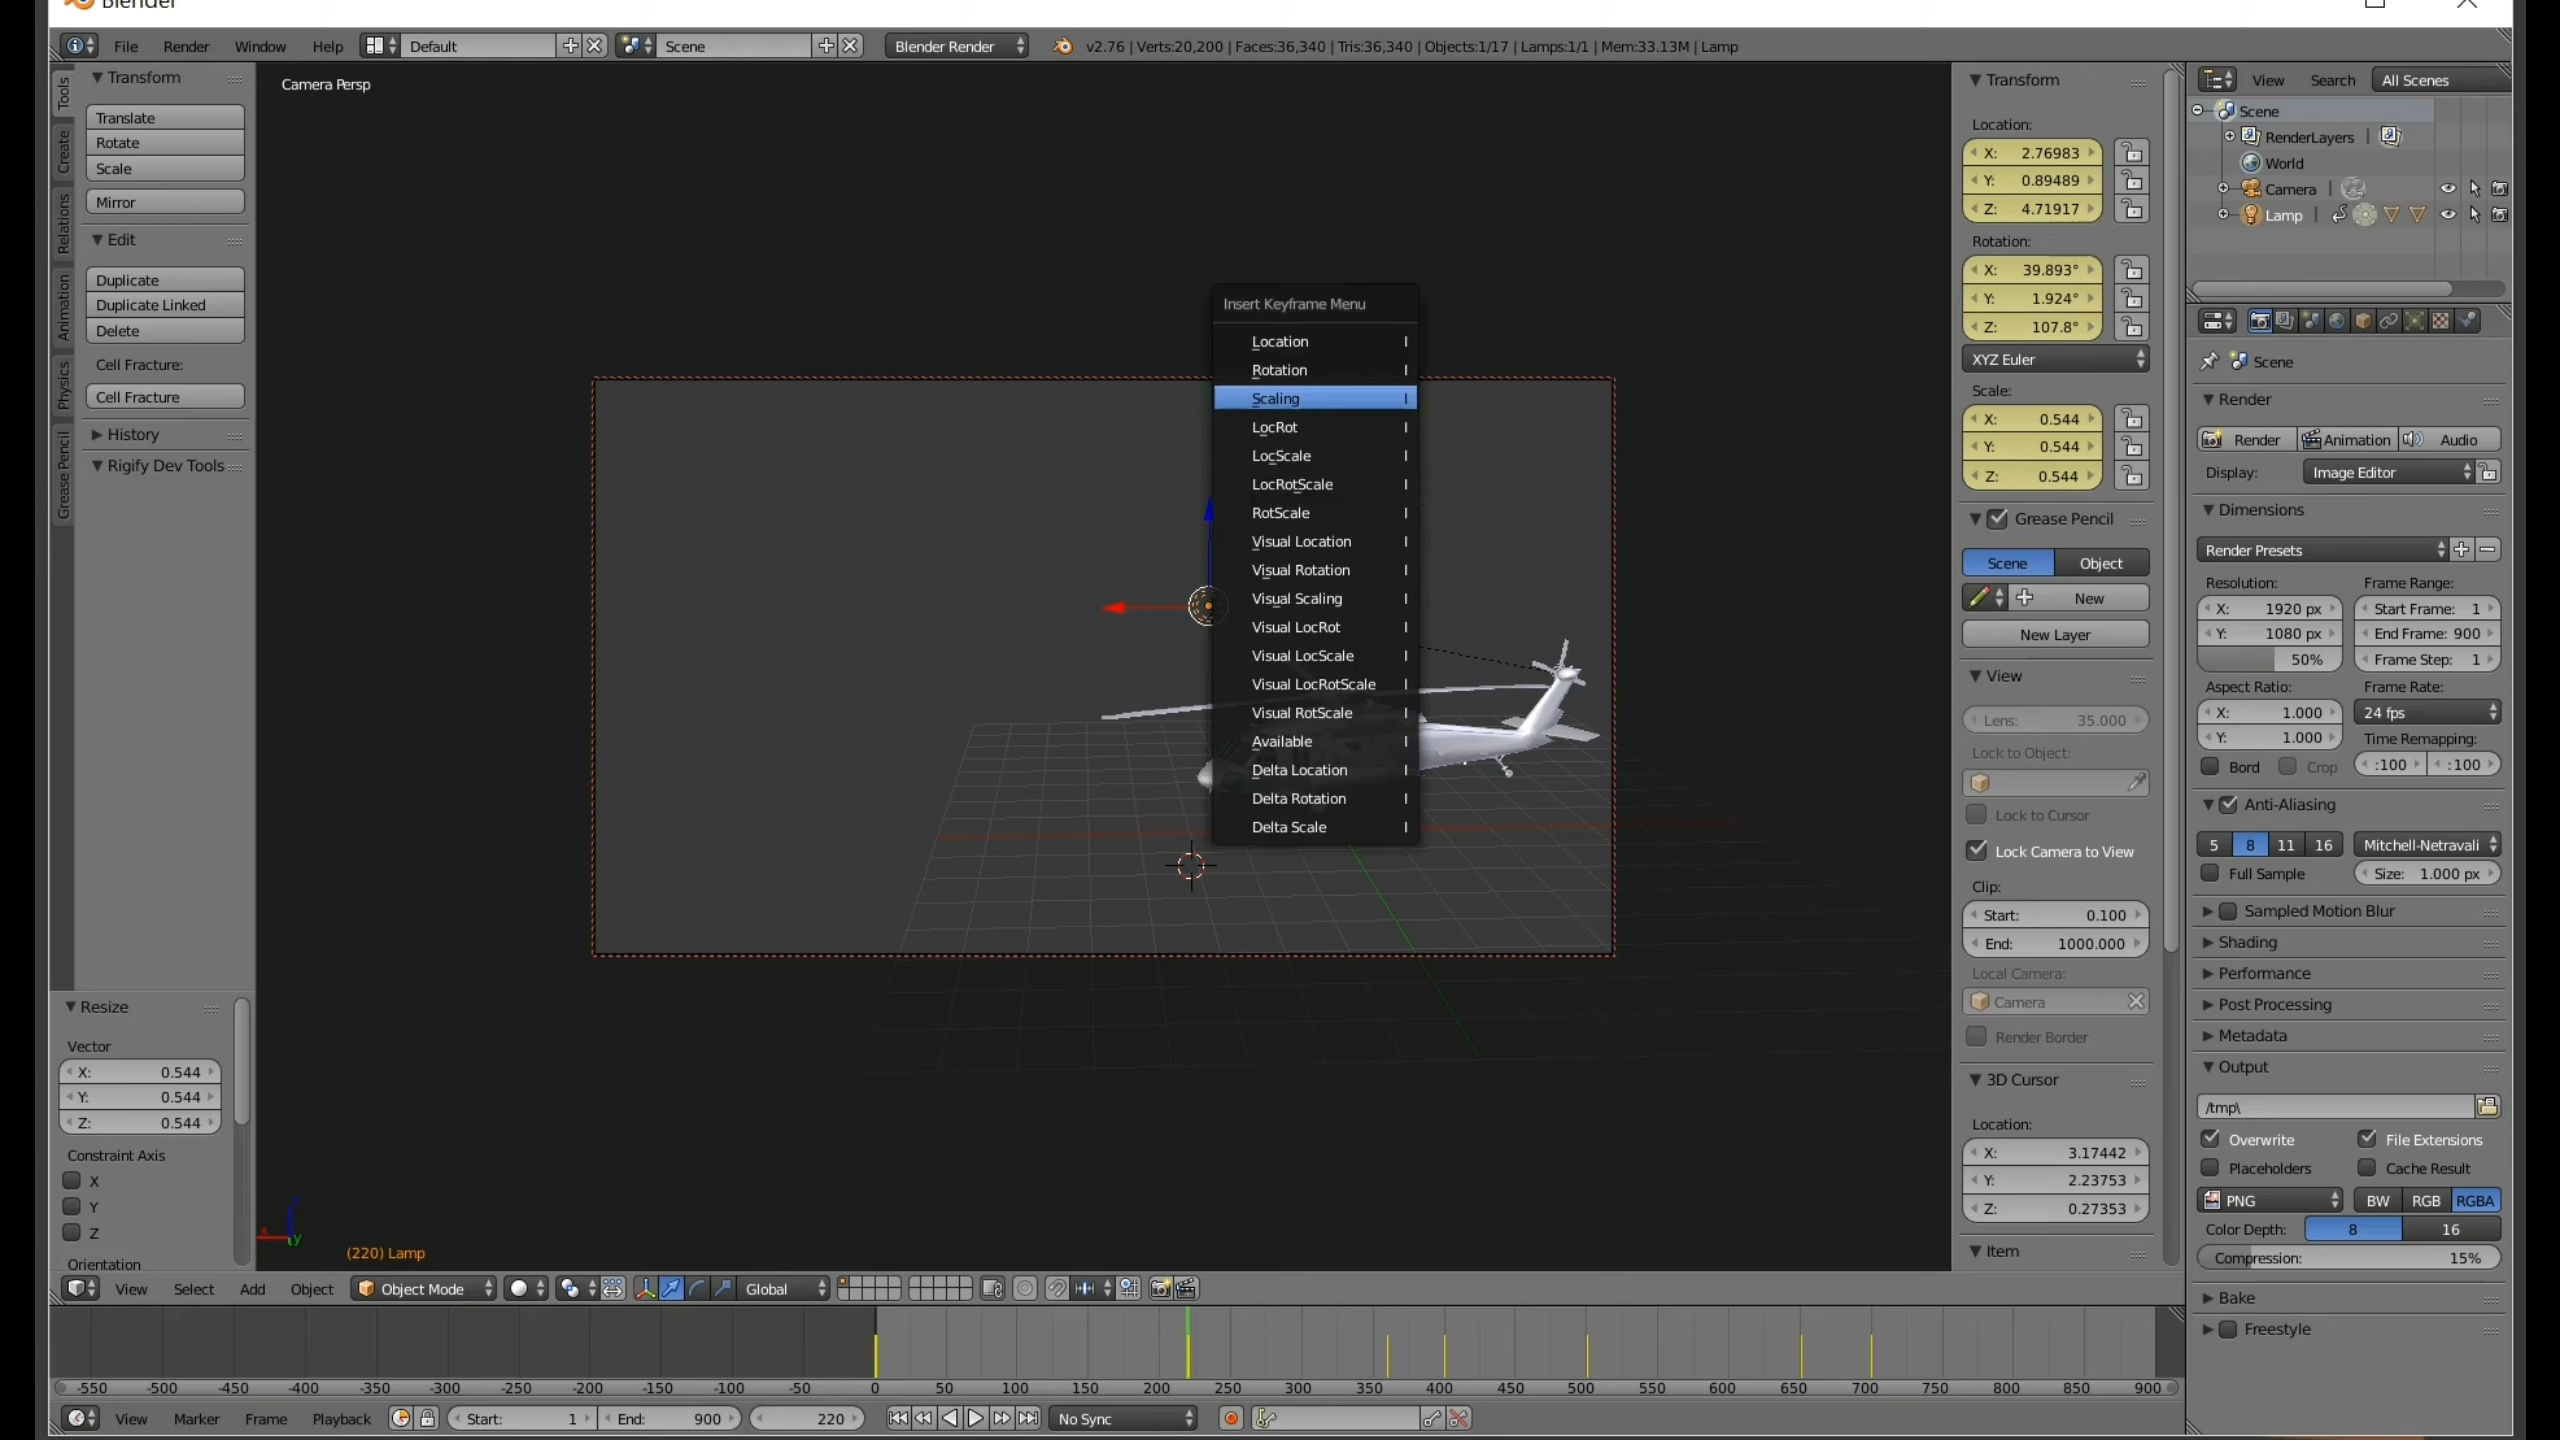 Blender
File Render Window Help Default Scene Blender Render v2.76 | Verts:20,200 | Faces:36,340 | Tris:36,340 | Objects:1/17 | Lamps:1/1 | Mem:33.13M | Lamp
Tools
Create
Relations
Animation
Physics
Grease Pencil
Transform
Translate
Rotate
Scale
Mirror
Edit
Duplicate
Duplicate Linked
Delete
Cell Fracture:
Cell Fracture
History
Rigify Dev Tools
Resize
Vector
X: 0.544
Y: 0.544
Z: 0.544
Constraint Axis
X
Y
Z
Orientation
Camera Persp
Insert Keyframe Menu
Location I
Rotation I
Scaling I
LocRot I
LocScale I
LocRotScale I
RotScale I
Visual Location I
Visual Rotation I
Visual Scaling I
Visual LocRot I
Visual LocScale I
Visual LocRotScale I
Visual RotScale I
Available I
Delta Location I
Delta Rotation I
Delta Scale I
x
y
(220) Lamp
Transform
Location:
X: 2.76983
Y: 0.89489
Z: 4.71917
Rotation:
X: 39.893°
Y: 1.924°
Z: 107.8°
XYZ Euler
Scale:
X: 0.544
Y: 0.544
Z: 0.544
Grease Pencil
Scene Object
New
New Layer
View
Lens: 35.000
Lock to Object:
Lock to Cursor
Lock Camera to View
Clip:
Start: 0.100
End: 1000.000
Local Camera:
Camera
Render Border
3D Cursor
Location:
X: 3.17442
Y: 2.23753
Z: 0.27353
Item
View Search All Scenes
Scene
RenderLayers |
World
Camera |
Lamp |
Scene
Render
Render Animation Audio
Display: Image Editor
Dimensions
Render Presets
Resolution: Frame Range:
X: 1920 px Start Frame: 1
Y: 1080 px End Frame: 900
50% Frame Step: 1
Aspect Ratio: Frame Rate:
X: 1.000 24 fps
Y: 1.000 Time Remapping:
Bord Crop :100 :100
Anti-Aliasing
5 8 11 16 Mitchell-Netravali
Full Sample Size: 1.000 px
Sampled Motion Blur
Shading
Performance
Post Processing
Metadata
Output
/tmp\
Overwrite File Extensions
Placeholders Cache Result
PNG BW RGB RGBA
Color Depth: 8 16
Compression: 15%
Bake
Freestyle
View Select Add Object Object Mode Global
-550 -500 -450 -400 -350 -300 -250 -200 -150 -100 -50 0 50 100 150 200 250 300 350 400 450 500 550 600 650 700 750 800 850 900
View Marker Frame Playback Start: 1 End: 900 220 No Sync